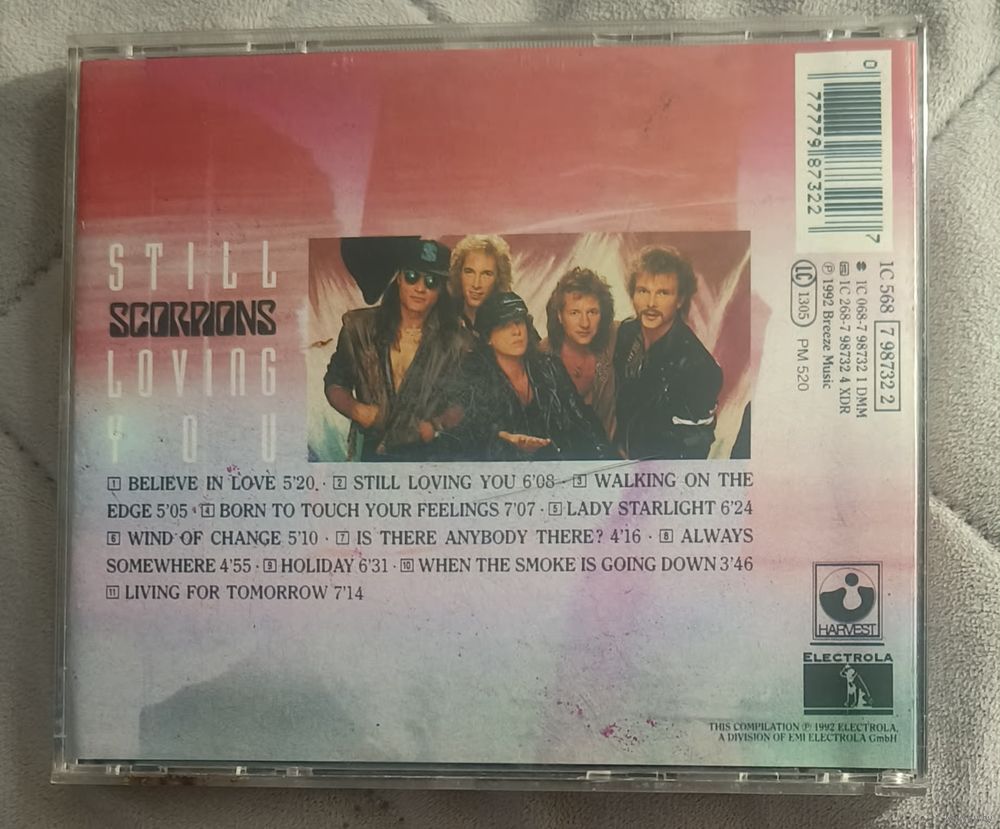 STILL
SCORPIONS
LOVING
YOU
1 BELIEVE IN LOVE 5'20 · 2 STILL LOVING YOU 6'08 · 3 WALKING ON THE
EDGE 5'05 · 4 BORN TO TOUCH YOUR FEELINGS 7'07 · 5 LADY STARLIGHT 6'24
6 WIND OF CHANGE 5'10 · 7 IS THERE ANYBODY THERE? 4'16 · 8 ALWAYS
SOMEWHERE 4'55 · 9 HOLIDAY 6'31 · 10 WHEN THE SMOKE IS GOING DOWN 3'46
11 LIVING FOR TOMORROW 7'14
0 77779 87322 7
1C 568 7 98732 2
1C 068-7 98732 1 DMM
1C 268-7 98732 4 XDR
℗ 1992 Breeze Music
LC 1305 PM 520
HARVEST
ELECTROLA
THIS COMPILATION ℗ 1992 ELECTROLA,
A DIVISION OF EMI ELECTROLA GmbH